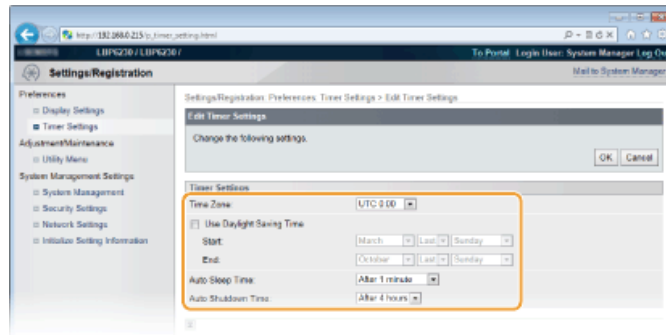 http://192.168.0.215/p_timer_setting.html
LBP6230 / LBP6230 /
To Portal Login User: System Manager Log Ou
Settings/Registration
Mail to System Manager
Preferences
Display Settings
Timer Settings
Adjustment/Maintenance
Utility Menu
System Management Settings
System Management
Security Settings
Network Settings
Initialize Setting Information
Settings/Registration: Preferences: Timer Settings > Edit Timer Settings
Edit Timer Settings
Change the following settings.
OK Cancel
Timer Settings
Time Zone: UTC 0:00
Use Daylight Saving Time
Start: March Last Sunday
End: October Last Sunday
Auto Sleep Time: After 1 minute
Auto Shutdown Time: After 4 hours